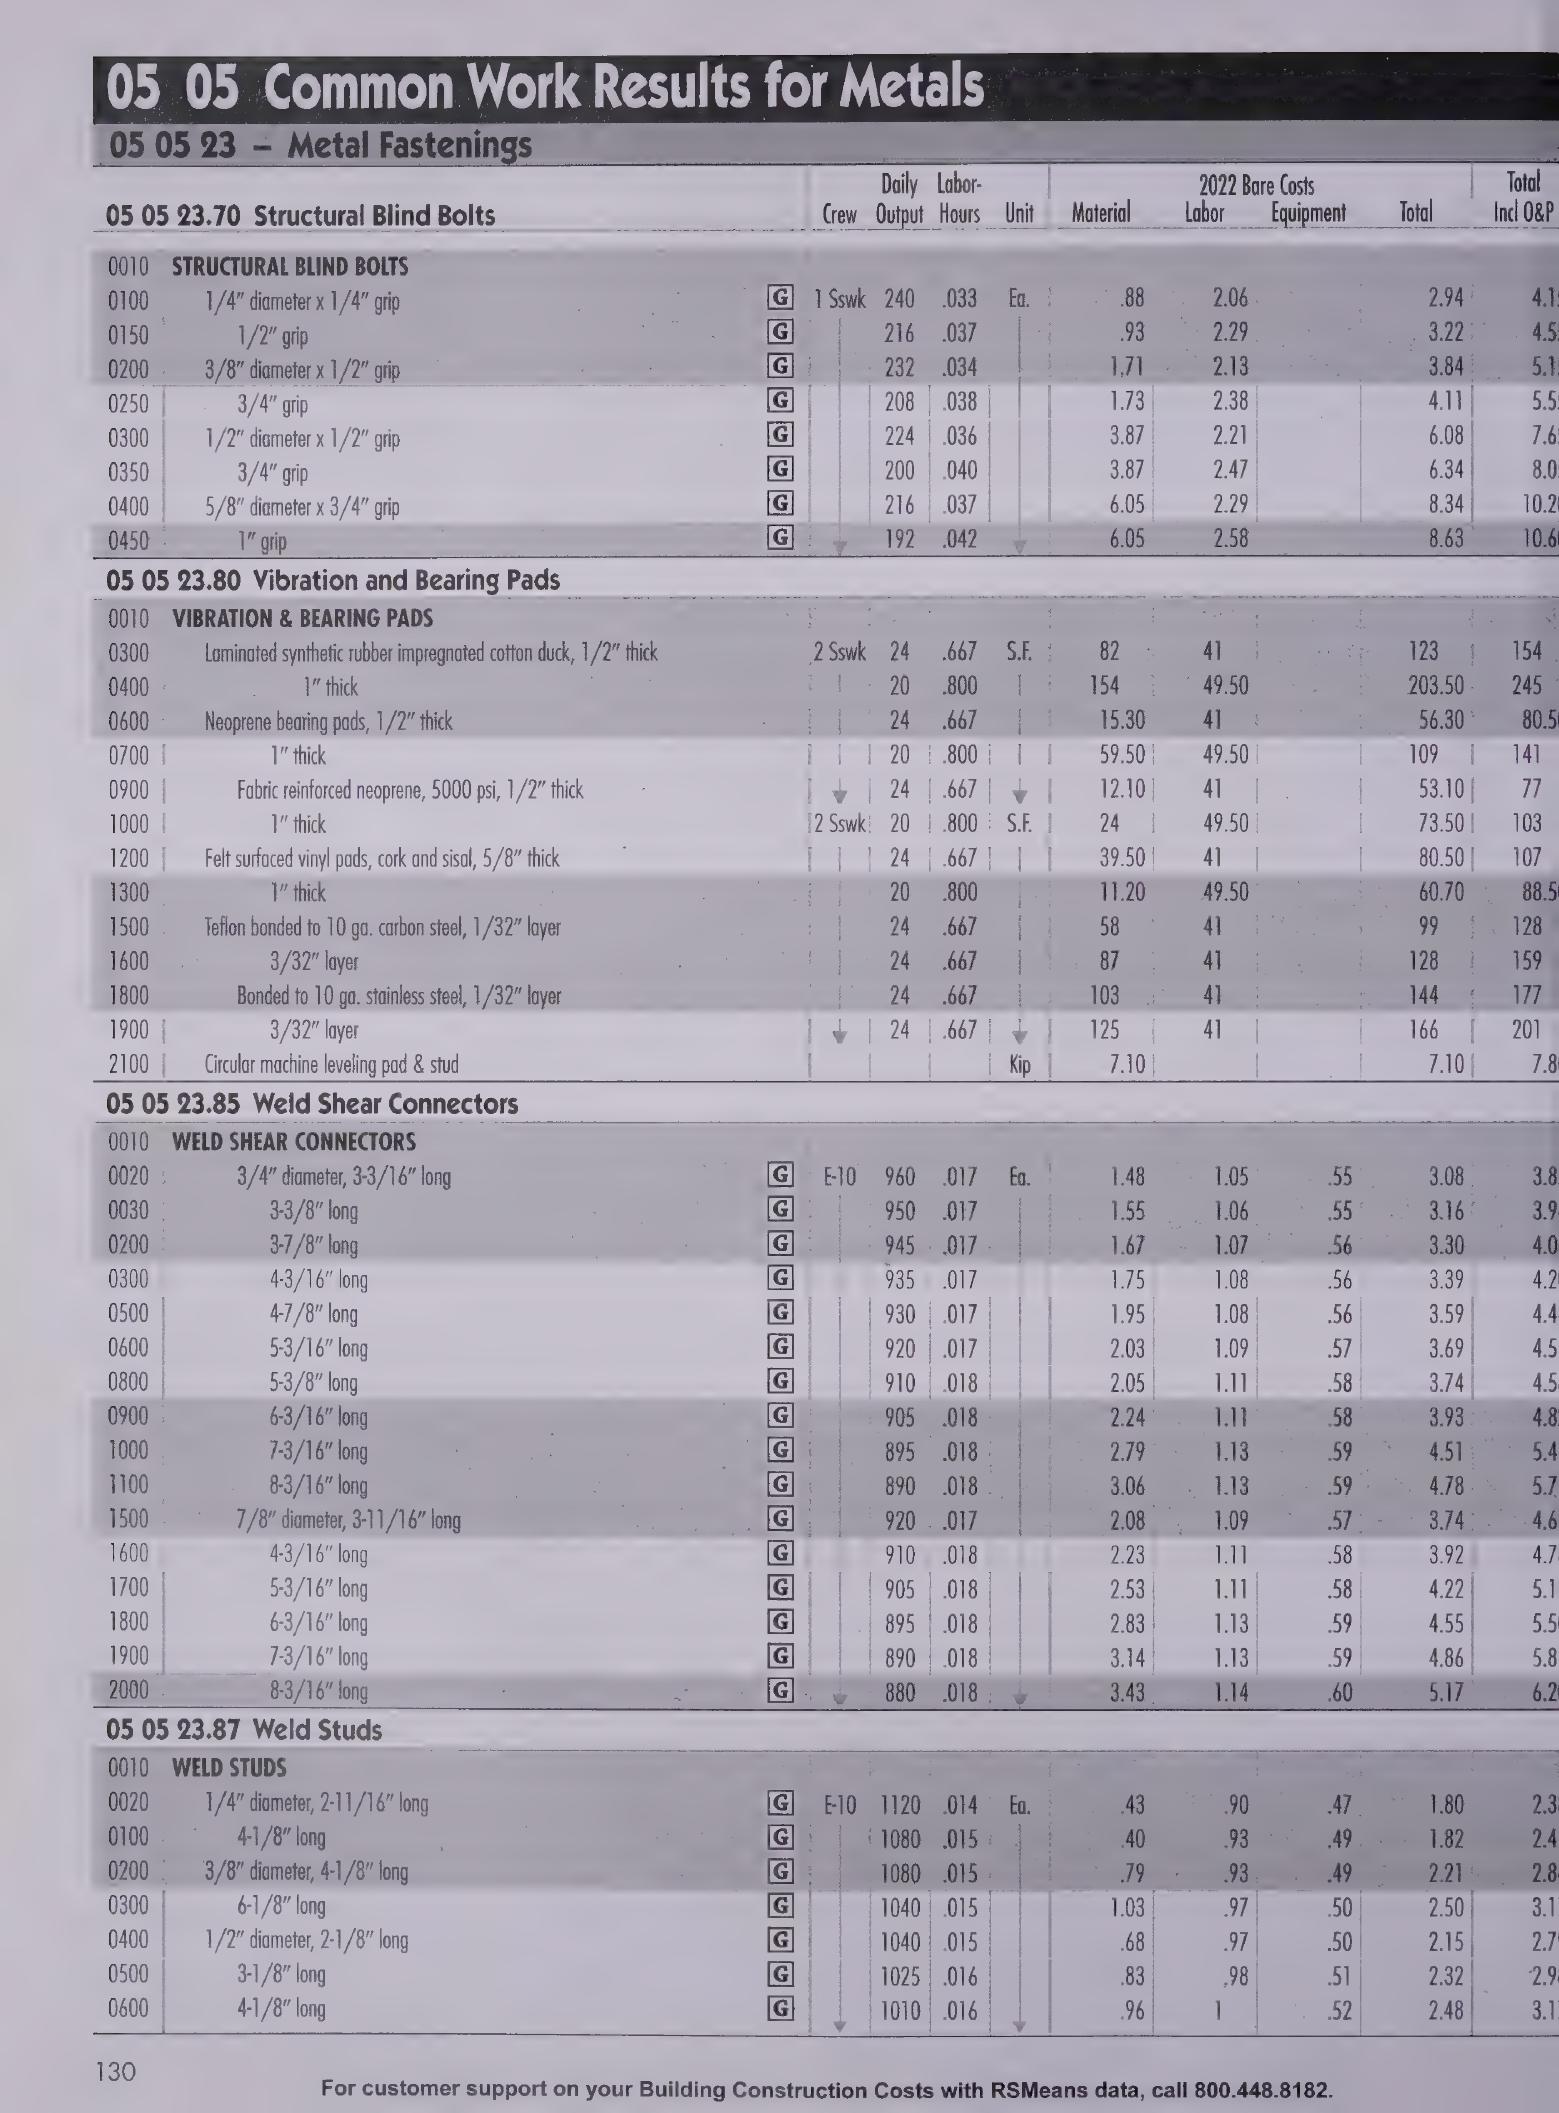 05 05 Common Work Results for Metals
05 05 23 – Metal Fastenings
05 05 23.70 Structural Blind Bolts Crew Daily Output Labor-Hours Unit Material 2022 Bare Costs Labor Equipment Total Total Incl O&P
0010 STRUCTURAL BLIND BOLTS
0100 1/4" diameter x 1/4" grip G 1 Sswk 240 .033 Ea. .88 2.06 2.94 4.1
0150 1/2" grip G 216 .037 .93 2.29 3.22 4.5
0200 3/8" diameter x 1/2" grip G 232 .034 1.71 2.13 3.84 5.1
0250 3/4" grip G 208 .038 1.73 2.38 4.11 5.5
0300 1/2" diameter x 1/2" grip G 224 .036 3.87 2.21 6.08 7.6
0350 3/4" grip G 200 .040 3.87 2.47 6.34 8.0
0400 5/8" diameter x 3/4" grip G 216 .037 6.05 2.29 8.34 10.2
0450 1" grip G 192 .042 6.05 2.58 8.63 10.6
05 05 23.80 Vibration and Bearing Pads
0010 VIBRATION & BEARING PADS
0300 Laminated synthetic rubber impregnated cotton duck, 1/2" thick 2 Sswk 24 .667 S.F. 82 41 123 154
0400 1" thick 20 .800 154 49.50 203.50 245
0600 Neoprene bearing pads, 1/2" thick 24 .667 15.30 41 56.30 80.5
0700 1" thick 20 .800 59.50 49.50 109 141
0900 Fabric reinforced neoprene, 5000 psi, 1/2" thick 24 .667 12.10 41 53.10 77
1000 1" thick 2 Sswk 20 .800 S.F. 24 49.50 73.50 103
1200 Felt surfaced vinyl pads, cork and sisal, 5/8" thick 24 .667 39.50 41 80.50 107
1300 1" thick 20 .800 11.20 49.50 60.70 88.5
1500 Teflon bonded to 10 ga. carbon steel, 1/32" layer 24 .667 58 41 99 128
1600 3/32" layer 24 .667 87 41 128 159
1800 Bonded to 10 ga. stainless steel, 1/32" layer 24 .667 103 41 144 177
1900 3/32" layer 24 .667 125 41 166 201
2100 Circular machine leveling pad & stud Kip 7.10 7.10 7.8
05 05 23.85 Weld Shear Connectors
0010 WELD SHEAR CONNECTORS
0020 3/4" diameter, 3-3/16" long G E-10 960 .017 Ea. 1.48 1.05 .55 3.08 3.8
0030 3-3/8" long G 950 .017 1.55 1.06 .55 3.16 3.9
0200 3-7/8" long G 945 .017 1.67 1.07 .56 3.30 4.0
0300 4-3/16" long G 935 .017 1.75 1.08 .56 3.39 4.2
0500 4-7/8" long G 930 .017 1.95 1.08 .56 3.59 4.4
0600 5-3/16" long G 920 .017 2.03 1.09 .57 3.69 4.5
0800 5-3/8" long G 910 .018 2.05 1.11 .58 3.74 4.5
0900 6-3/16" long G 905 .018 2.24 1.11 .58 3.93 4.8
1000 7-3/16" long G 895 .018 2.79 1.13 .59 4.51 5.4
1100 8-3/16" long G 890 .018 3.06 1.13 .59 4.78 5.7
1500 7/8" diameter, 3-11/16" long G 920 .017 2.08 1.09 .57 3.74 4.6
1600 4-3/16" long G 910 .018 2.23 1.11 .58 3.92 4.7
1700 5-3/16" long G 905 .018 2.53 1.11 .58 4.22 5.1
1800 6-3/16" long G 895 .018 2.83 1.13 .59 4.55 5.5
1900 7-3/16" long G 890 .018 3.14 1.13 .59 4.86 5.8
2000 8-3/16" long G 880 .018 3.43 1.14 .60 5.17 6.2
05 05 23.87 Weld Studs
0010 WELD STUDS
0020 1/4" diameter, 2-11/16" long G E-10 1120 .014 Ea. .43 .90 .47 1.80 2.3
0100 4-1/8" long G 1080 .015 .40 .93 .49 1.82 2.4
0200 3/8" diameter, 4-1/8" long G 1080 .015 .79 .93 .49 2.21 2.8
0300 6-1/8" long G 1040 .015 1.03 .97 .50 2.50 3.1
0400 1/2" diameter, 2-1/8" long G 1040 .015 .68 .97 .50 2.15 2.7
0500 3-1/8" long G 1025 .016 .83 .98 .51 2.32 2.9
0600 4-1/8" long G 1010 .016 .96 1 .52 2.48 3.1
130
For customer support on your Building Construction Costs with RSMeans data, call 800.448.8182.